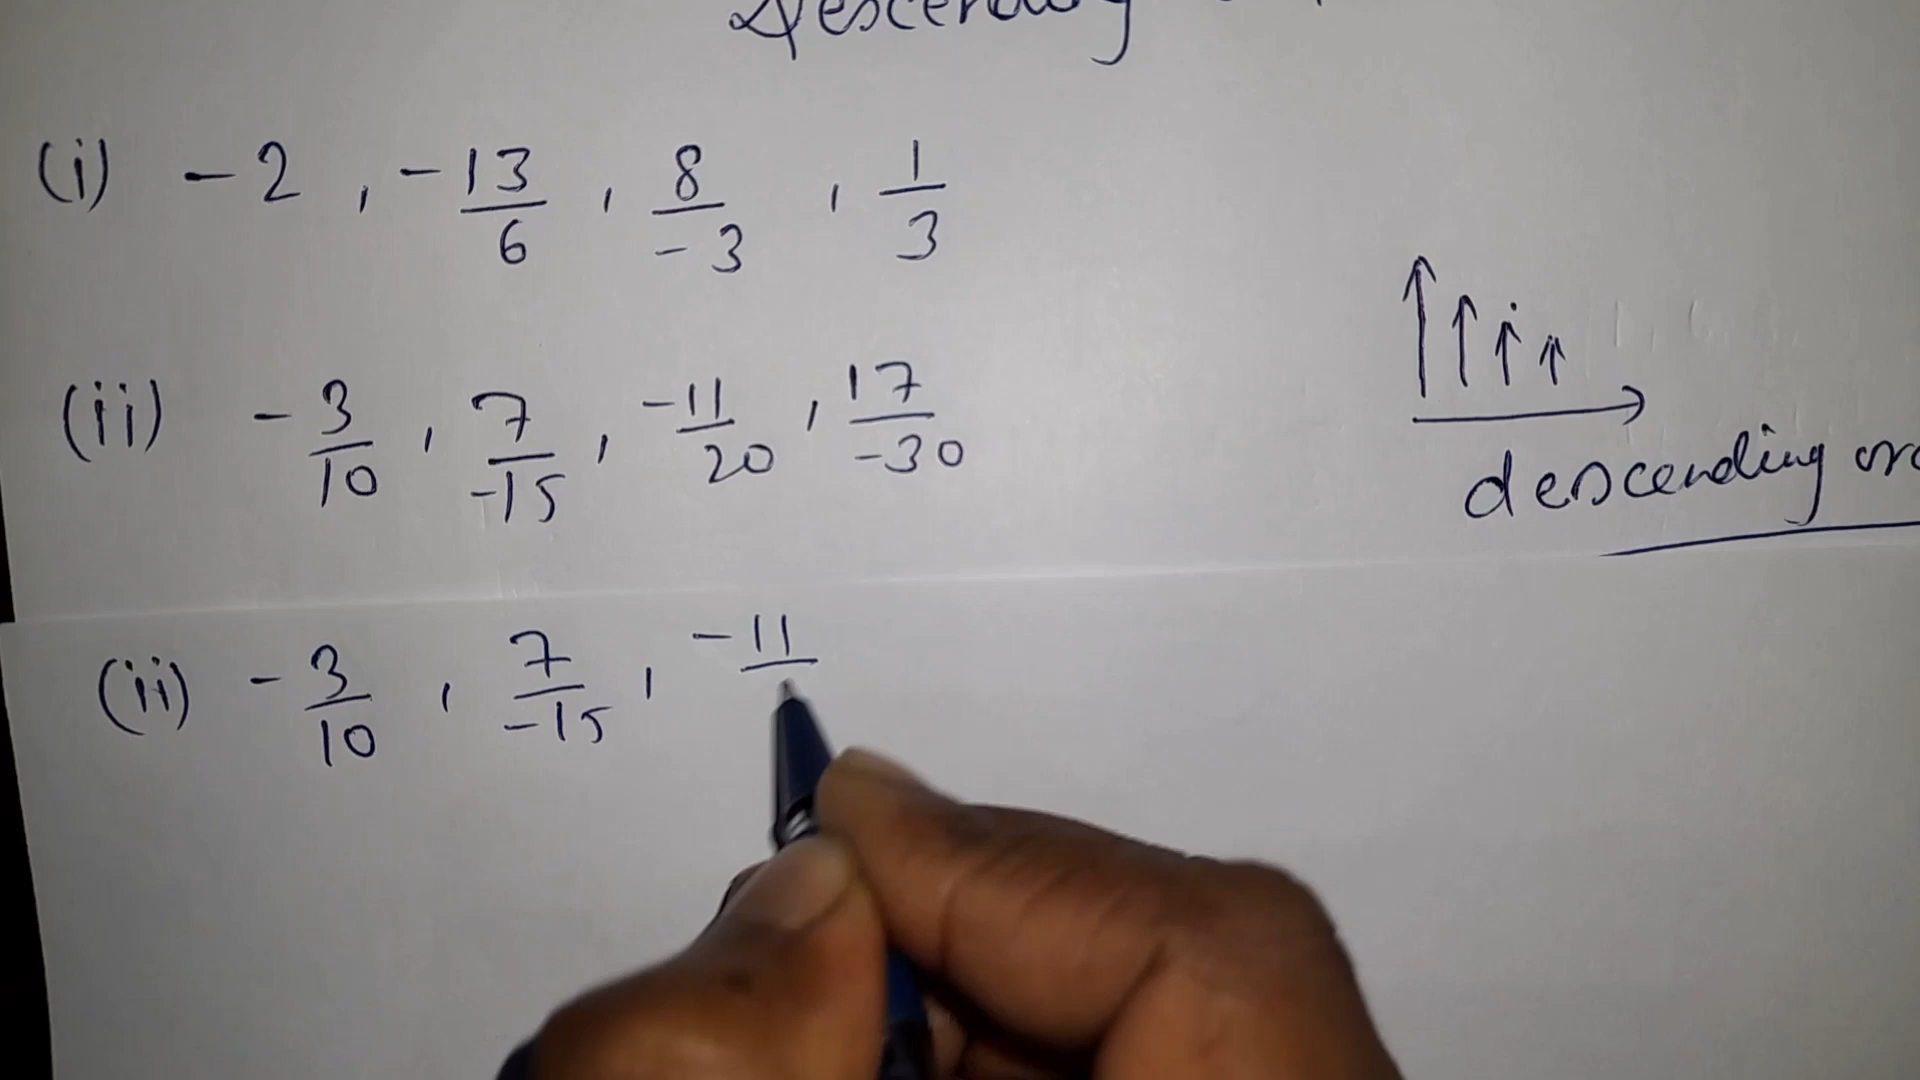 Descending
(i) -2 , -13/6 , 8/-3 , 1/3
(ii) -3/10 , 7/-15 , -11/20 , 17/-30
descending or
(ii) -3/10 , 7/-15 , -11